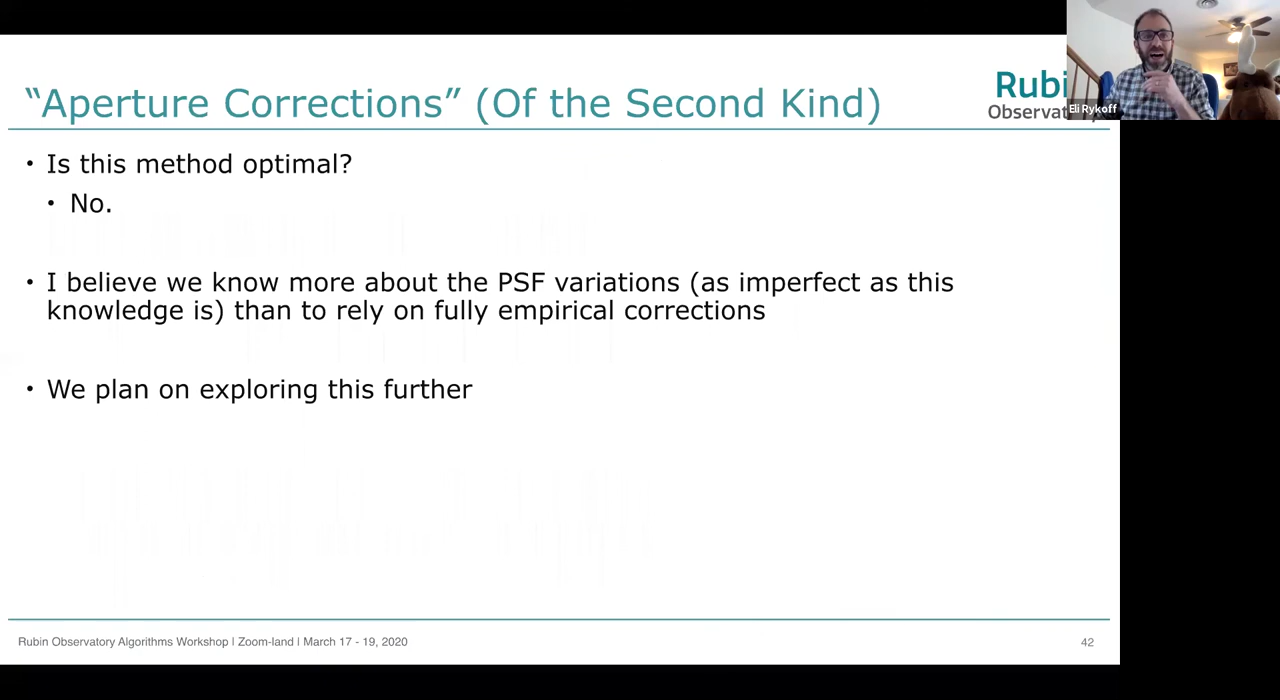 “Aperture Corrections” (Of the Second Kind)
Rubi
Observat
Eli Rykoff
• Is this method optimal?
• No.
• I believe we know more about the PSF variations (as imperfect as this
knowledge is) than to rely on fully empirical corrections
• We plan on exploring this further
Rubin Observatory Algorithms Workshop | Zoom-land | March 17 - 19, 2020
42